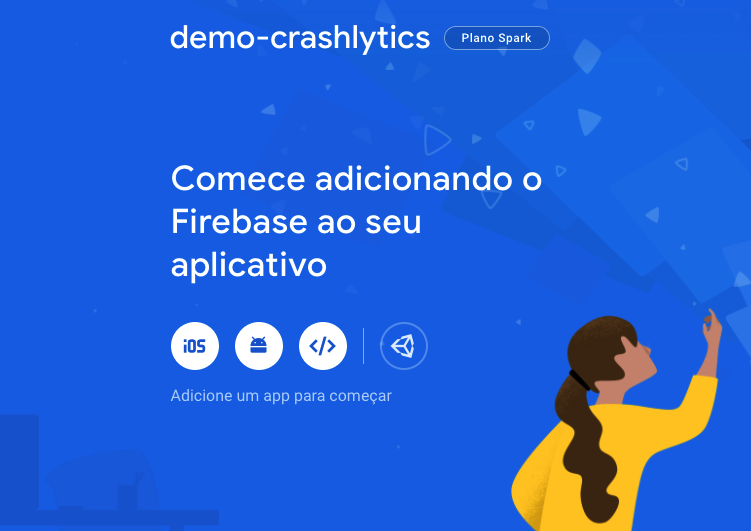 demo-crashlytics
Plano Spark
Comece adicionando o
Firebase ao seu
aplicativo
iOS
</>
Adicione um app para começar